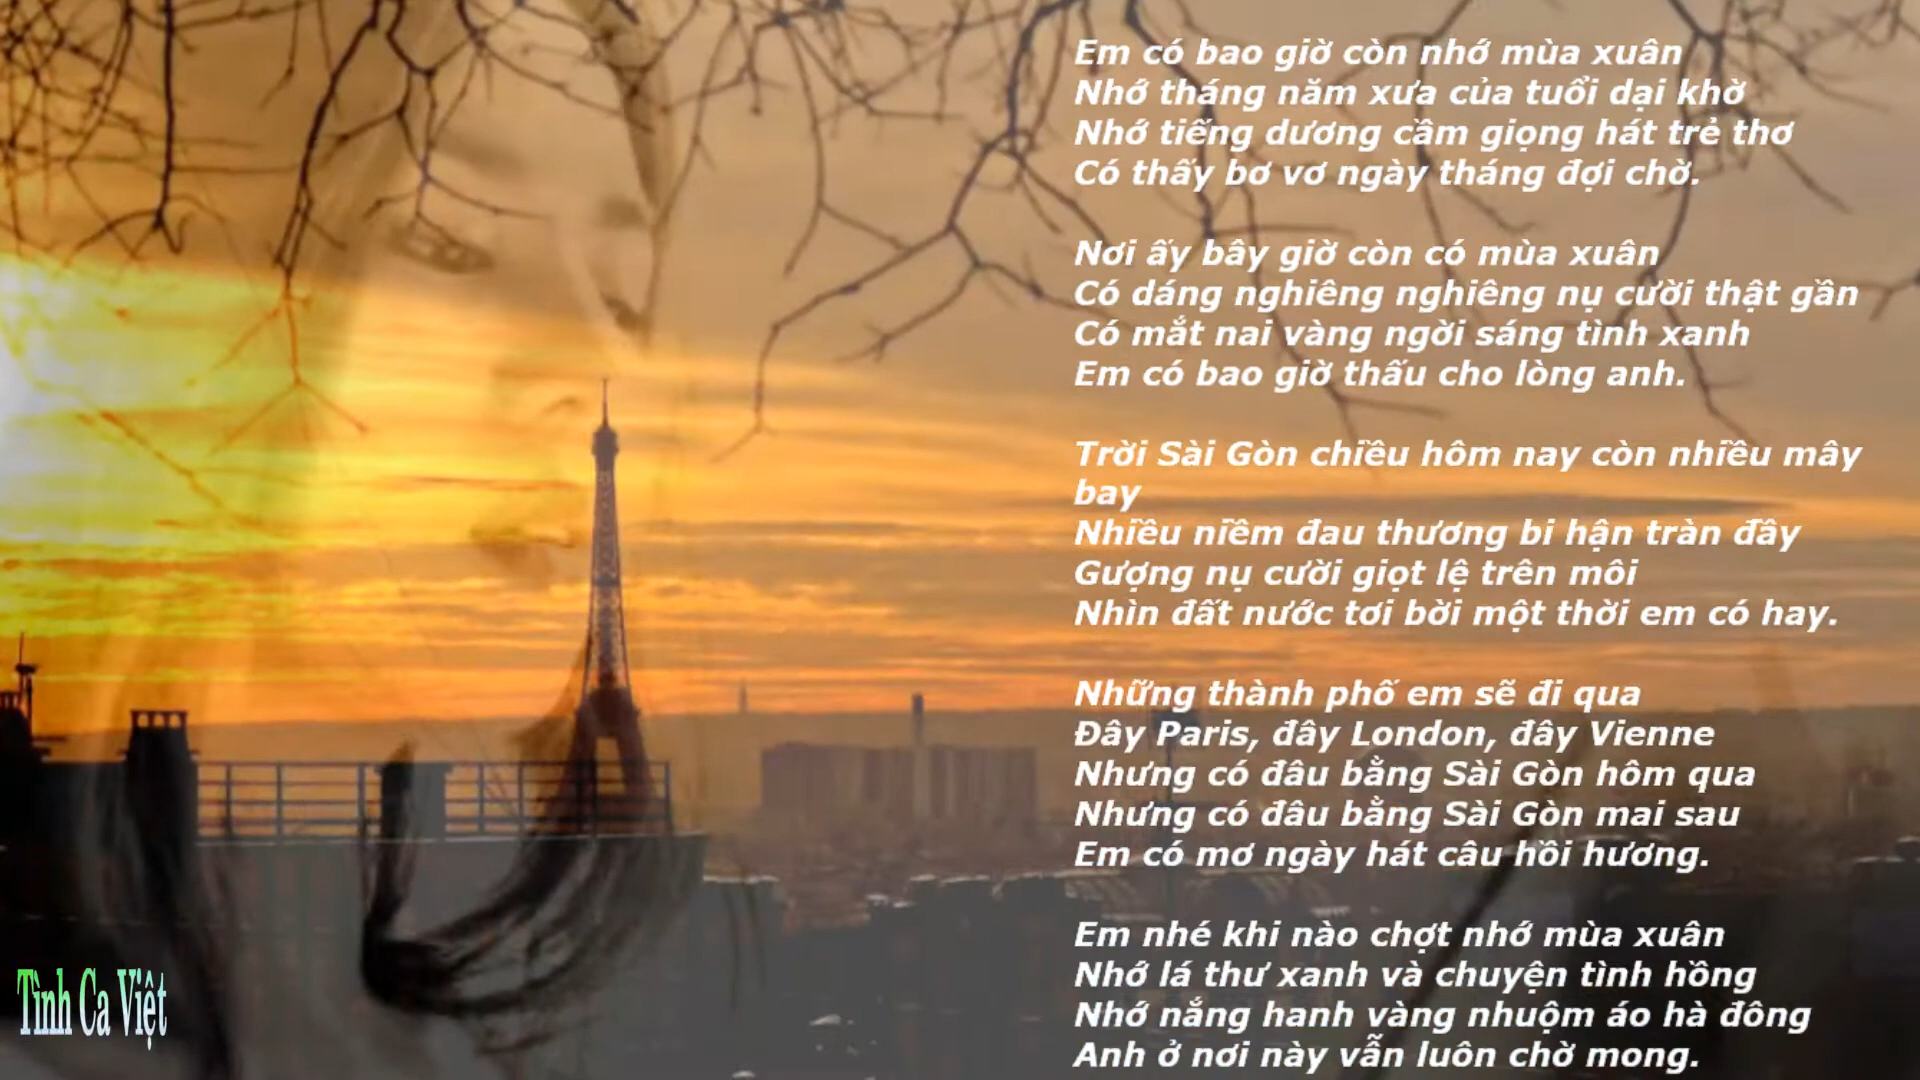 Em có bao giờ còn nhớ mùa xuân
Nhớ tháng năm xưa của tuổi dại khờ
Nhớ tiếng dương cầm giọng hát trẻ thơ
Có thấy bơ vơ ngày tháng đợi chờ.
Nơi ấy bây giờ còn có mùa xuân
Có dáng nghiêng nghiêng nụ cười thật gần
Có mắt nai vàng ngời sáng tình xanh
Em có bao giờ thấu cho lòng anh.
Trời Sài Gòn chiều hôm nay còn nhiều mây
bay
Nhiều niềm đau thương bi hận tràn đầy
Gượng nụ cười giọt lệ trên môi
Nhìn đất nước tơi bời một thời em có hay.
Những thành phố em sẽ đi qua
Đây Paris, đây London, đây Vienne
Nhưng có đâu bằng Sài Gòn hôm qua
Nhưng có đâu bằng Sài Gòn mai sau
Em có mơ ngày hát câu hồi hương.
Em nhé khi nào chợt nhớ mùa xuân
Nhớ lá thư xanh và chuyện tình hồng
Nhớ nắng hanh vàng nhuộm áo hà đông
Anh ở nơi này vẫn luôn chờ mong.
Tình Ca Việt